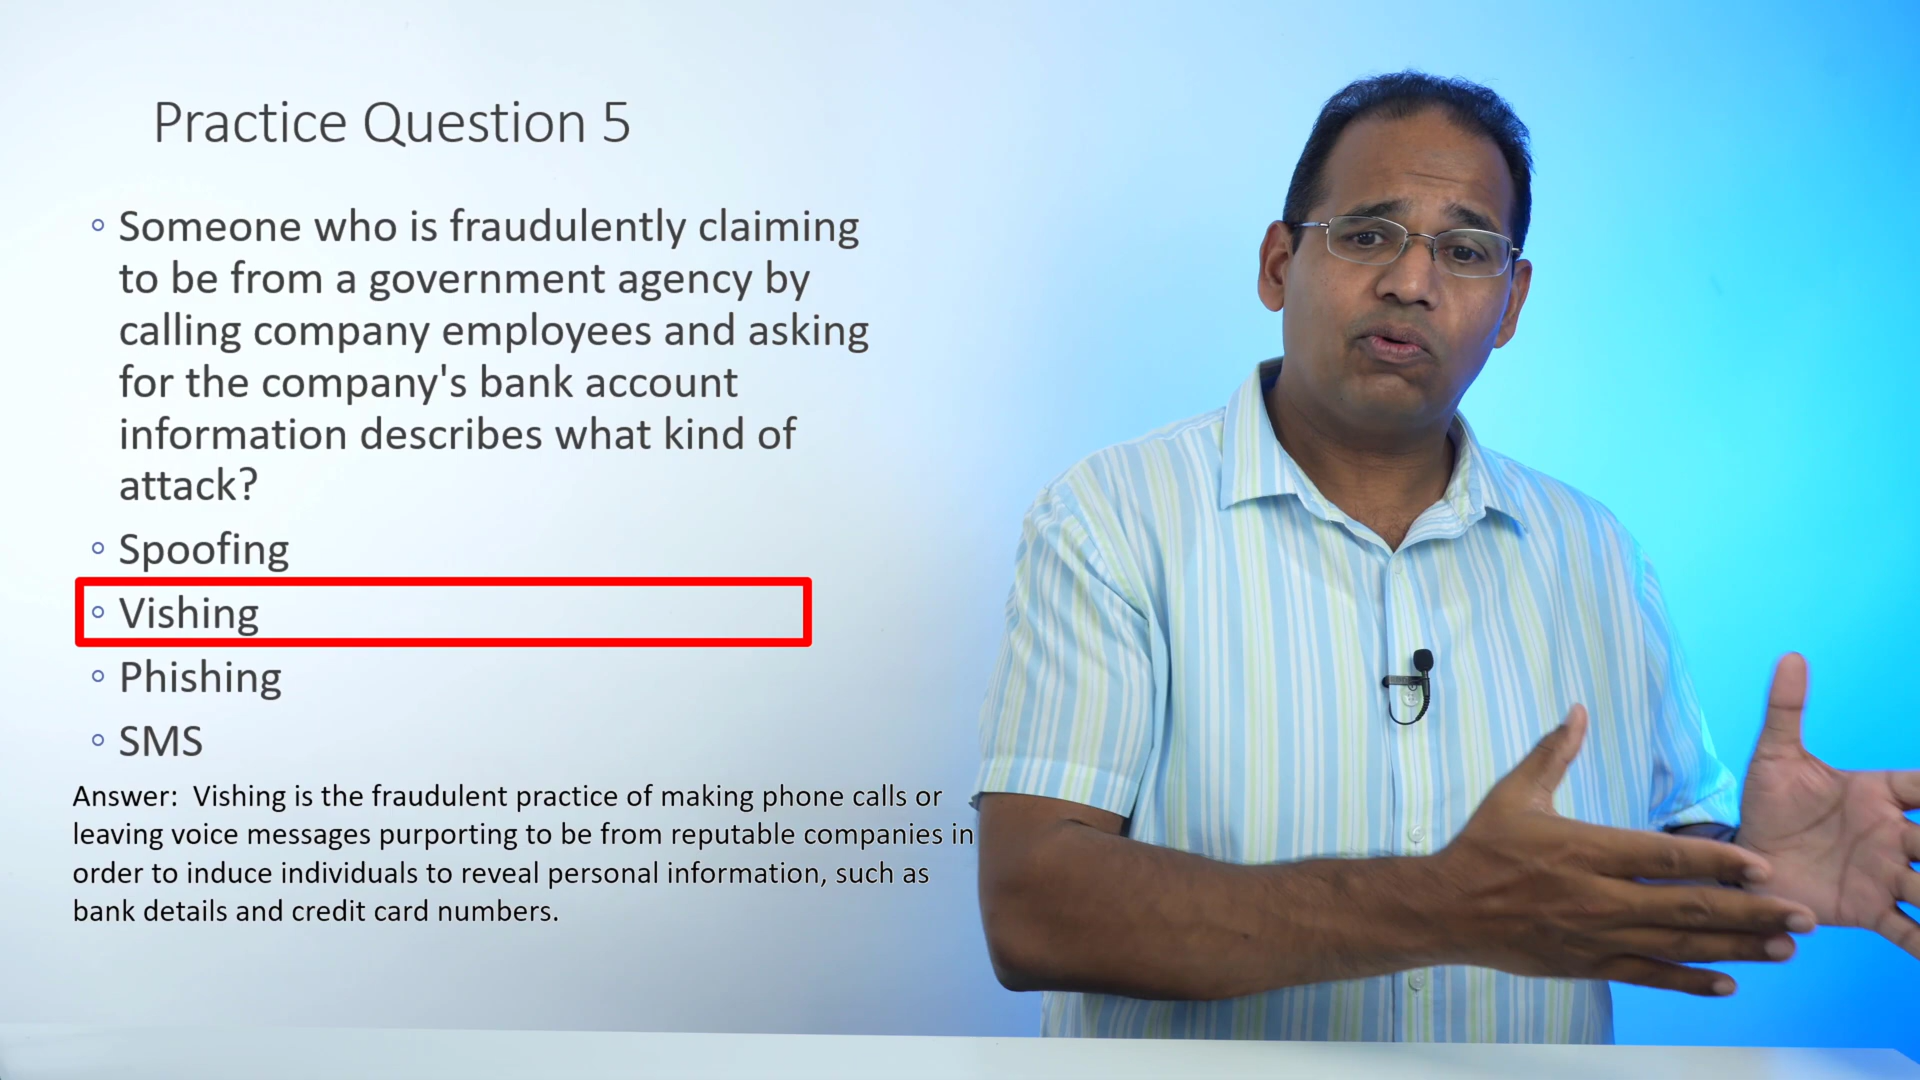 Practice Question 5
Someone who is fraudulently claiming
to be from a government agency by
calling company employees and asking
for the company's bank account
information describes what kind of
attack?
Spoofing
Vishing
Phishing
SMS
Answer:  Vishing is the fraudulent practice of making phone calls or
leaving voice messages purporting to be from reputable companies in
order to induce individuals to reveal personal information, such as
bank details and credit card numbers.